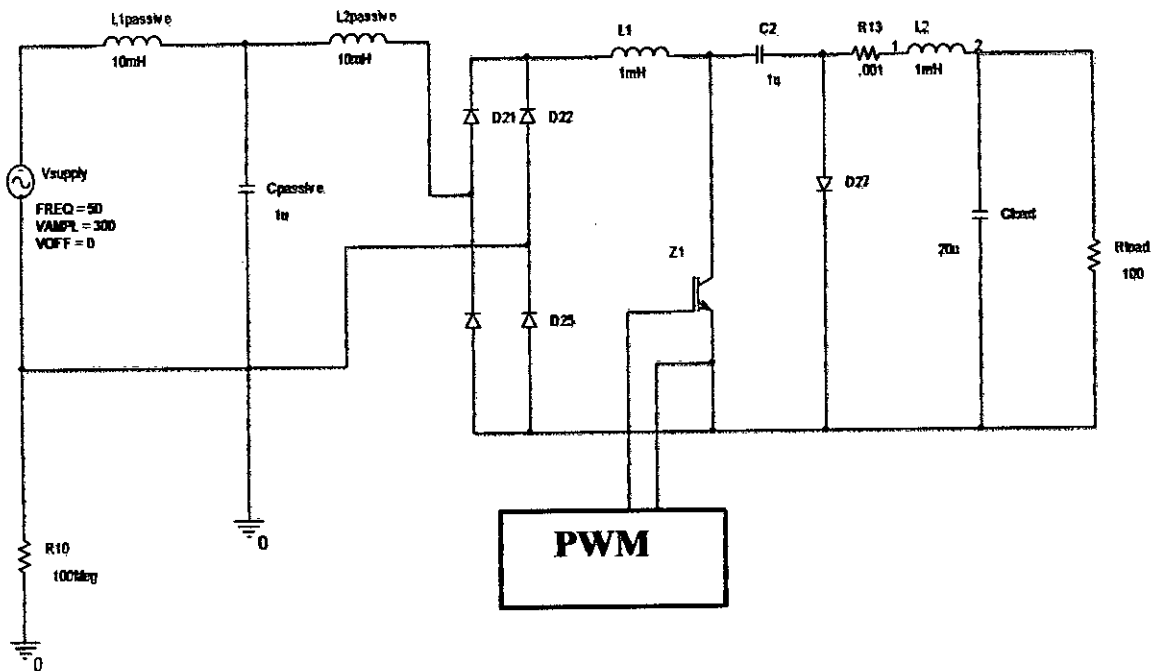 L1passive
10mH
L2passive
10mH
Vsupply
FREQ = 50
VAMPL = 300
VOFF = 0
Cpassive
1u
D21
D22
D25
L1
1mH
C2
1u
R13
.001
1
L2
1mH
2
D27
Cload
20u
Rload
100
Z1
PWM
R10
100Meg
0
0